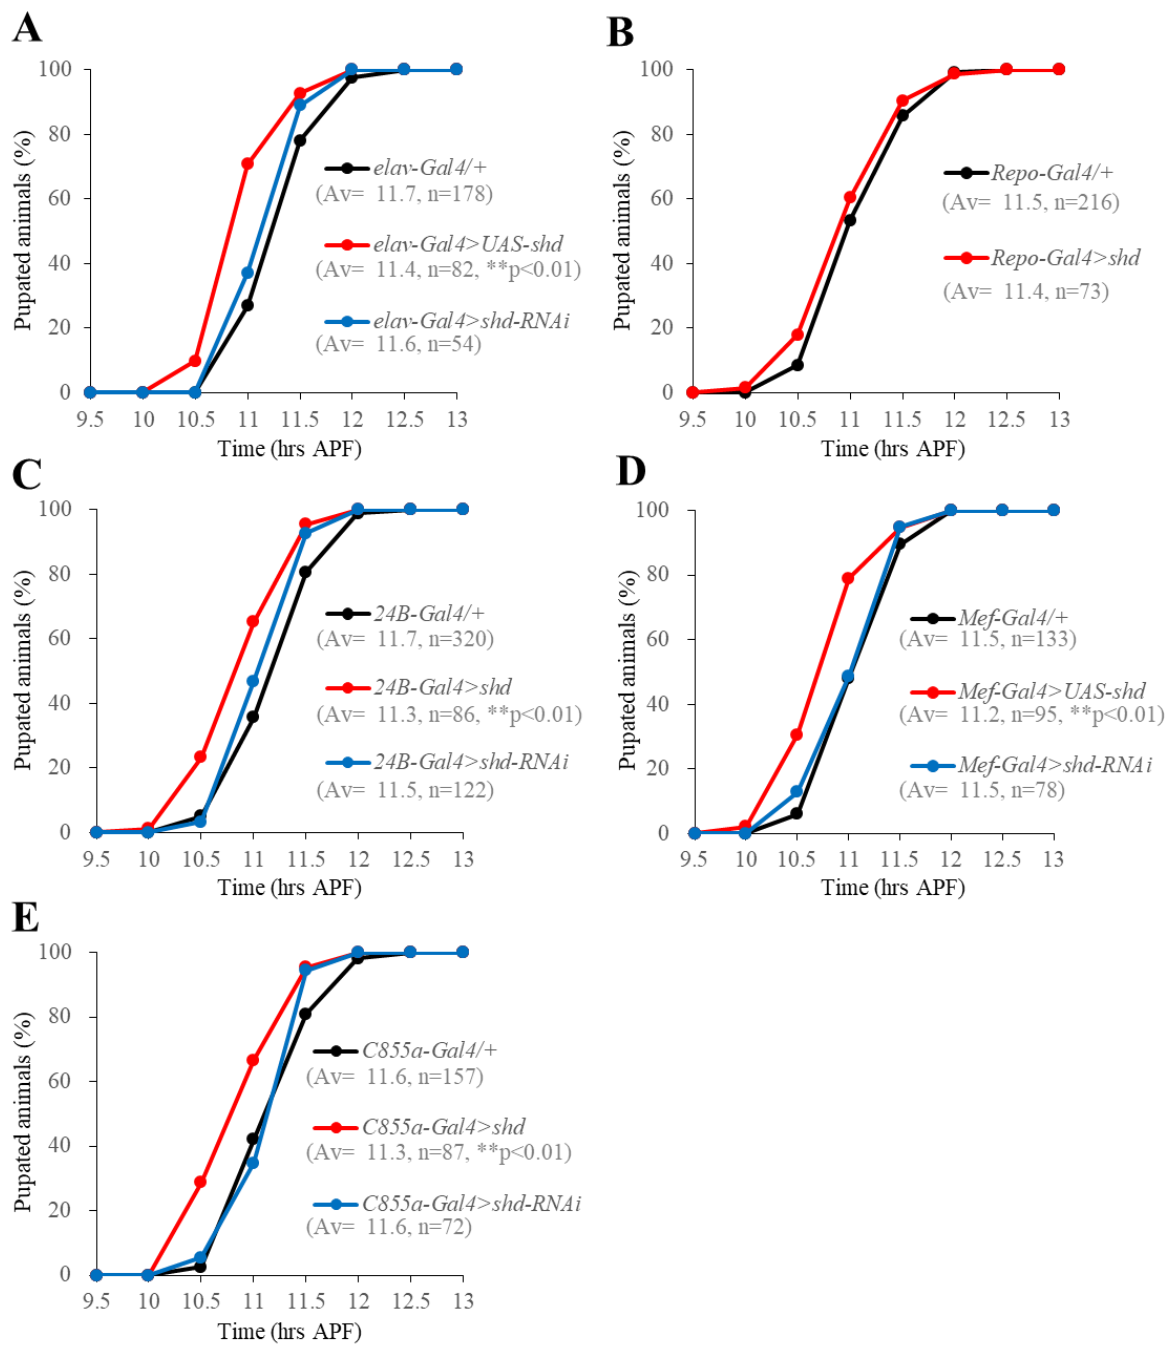 A
Pupated animals (%)
100
80
60
40
20
0
9.5 10 10.5 11 11.5 12 12.5 13
Time (hrs APF)
elav-Gal4/+
(Av= 11.7, n=178)
elav-Gal4>UAS-shd
(Av= 11.4, n=82, **p<0.01)
elav-Gal4>shd-RNAi
(Av= 11.6, n=54)
B
Pupated animals (%)
100
80
60
40
20
0
9.5 10 10.5 11 11.5 12 12.5 13
Time (hrs APF)
Repo-Gal4/+
(Av= 11.5, n=216)
Repo-Gal4>shd
(Av= 11.4, n=73)
C
Pupated animals (%)
100
80
60
40
20
0
9.5 10 10.5 11 11.5 12 12.5 13
Time (hrs APF)
24B-Gal4/+
(Av= 11.7, n=320)
24B-Gal4>shd
(Av= 11.3, n=86, **p<0.01)
24B-Gal4>shd-RNAi
(Av= 11.5, n=122)
D
Pupated animals (%)
100
80
60
40
20
0
9.5 10 10.5 11 11.5 12 12.5 13
Time (hrs APF)
Mef-Gal4/+
(Av= 11.5, n=133)
Mef-Gal4>UAS-shd
(Av= 11.2, n=95, **p<0.01)
Mef-Gal4>shd-RNAi
(Av= 11.5, n=78)
E
Pupated animals (%)
100
80
60
40
20
0
9.5 10 10.5 11 11.5 12 12.5 13
Time (hrs APF)
C855a-Gal4/+
(Av= 11.6, n=157)
C855a-Gal4>shd
(Av= 11.3, n=87, **p<0.01)
C855a-Gal4>shd-RNAi
(Av= 11.6, n=72)